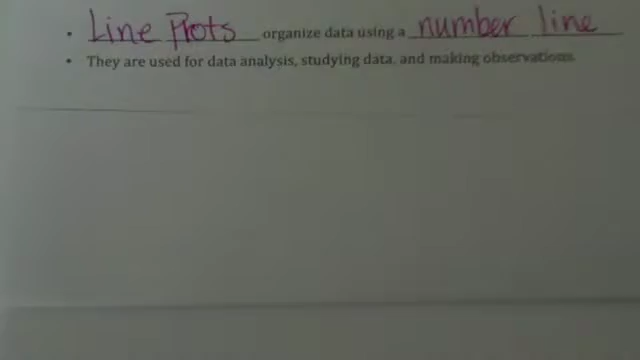 • Line Plots organize data using a number line
• They are used for data analysis, studying data, and making observations.